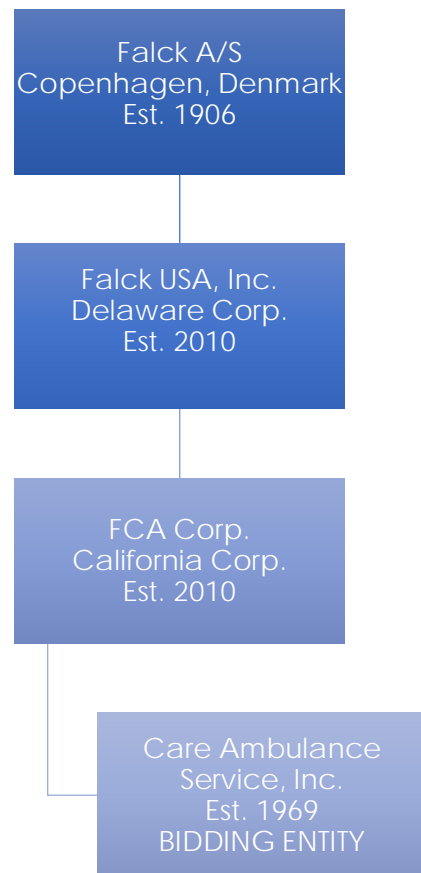 Falck A/S
Copenhagen, Denmark
Est. 1906
Falck USA, Inc.
Delaware Corp.
Est. 2010
FCA Corp.
California Corp.
Est. 2010
Care Ambulance
Service, Inc.
Est. 1969
BIDDING ENTITY